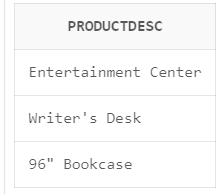 PRODUCTDESC
Entertainment Center
Writer's Desk
96" Bookcase